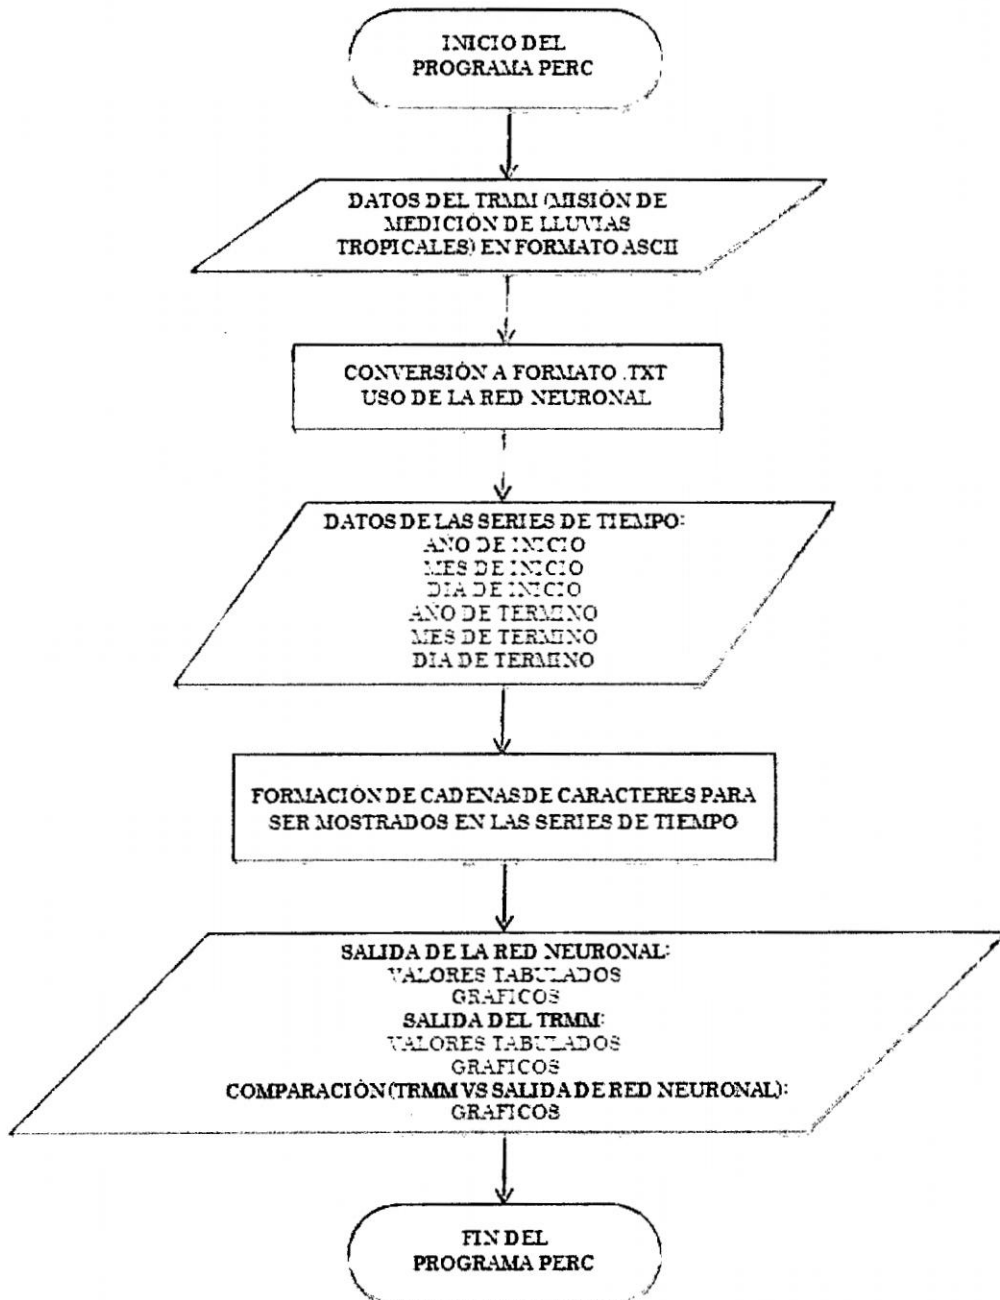 INICIO DEL
PROGRAMA PERC
DATOS DEL TRMM (MISIÓN DE
MEDICIÓN DE LLUVIAS
TROPICALES) EN FORMATO ASCII
CONVERSIÓN A FORMATO .TXT
USO DE LA RED NEURONAL
DATOS DE LAS SERIES DE TIEMPO:
AÑO DE INICIO
MES DE INICIO
DIA DE INICIO
AÑO DE TERMINO
MES DE TERMINO
DIA DE TERMINO
FORMACIÓN DE CADENAS DE CARACTERES PARA
SER MOSTRADOS EN LAS SERIES DE TIEMPO
SALIDA DE LA RED NEURONAL:
VALORES TABULADOS
GRAFICOS
SALIDA DEL TRMM:
VALORES TABULADOS
GRAFICOS
COMPARACIÓN (TRMM VS SALIDA DE RED NEURONAL):
GRAFICOS
FIN DEL
PROGRAMA PERC